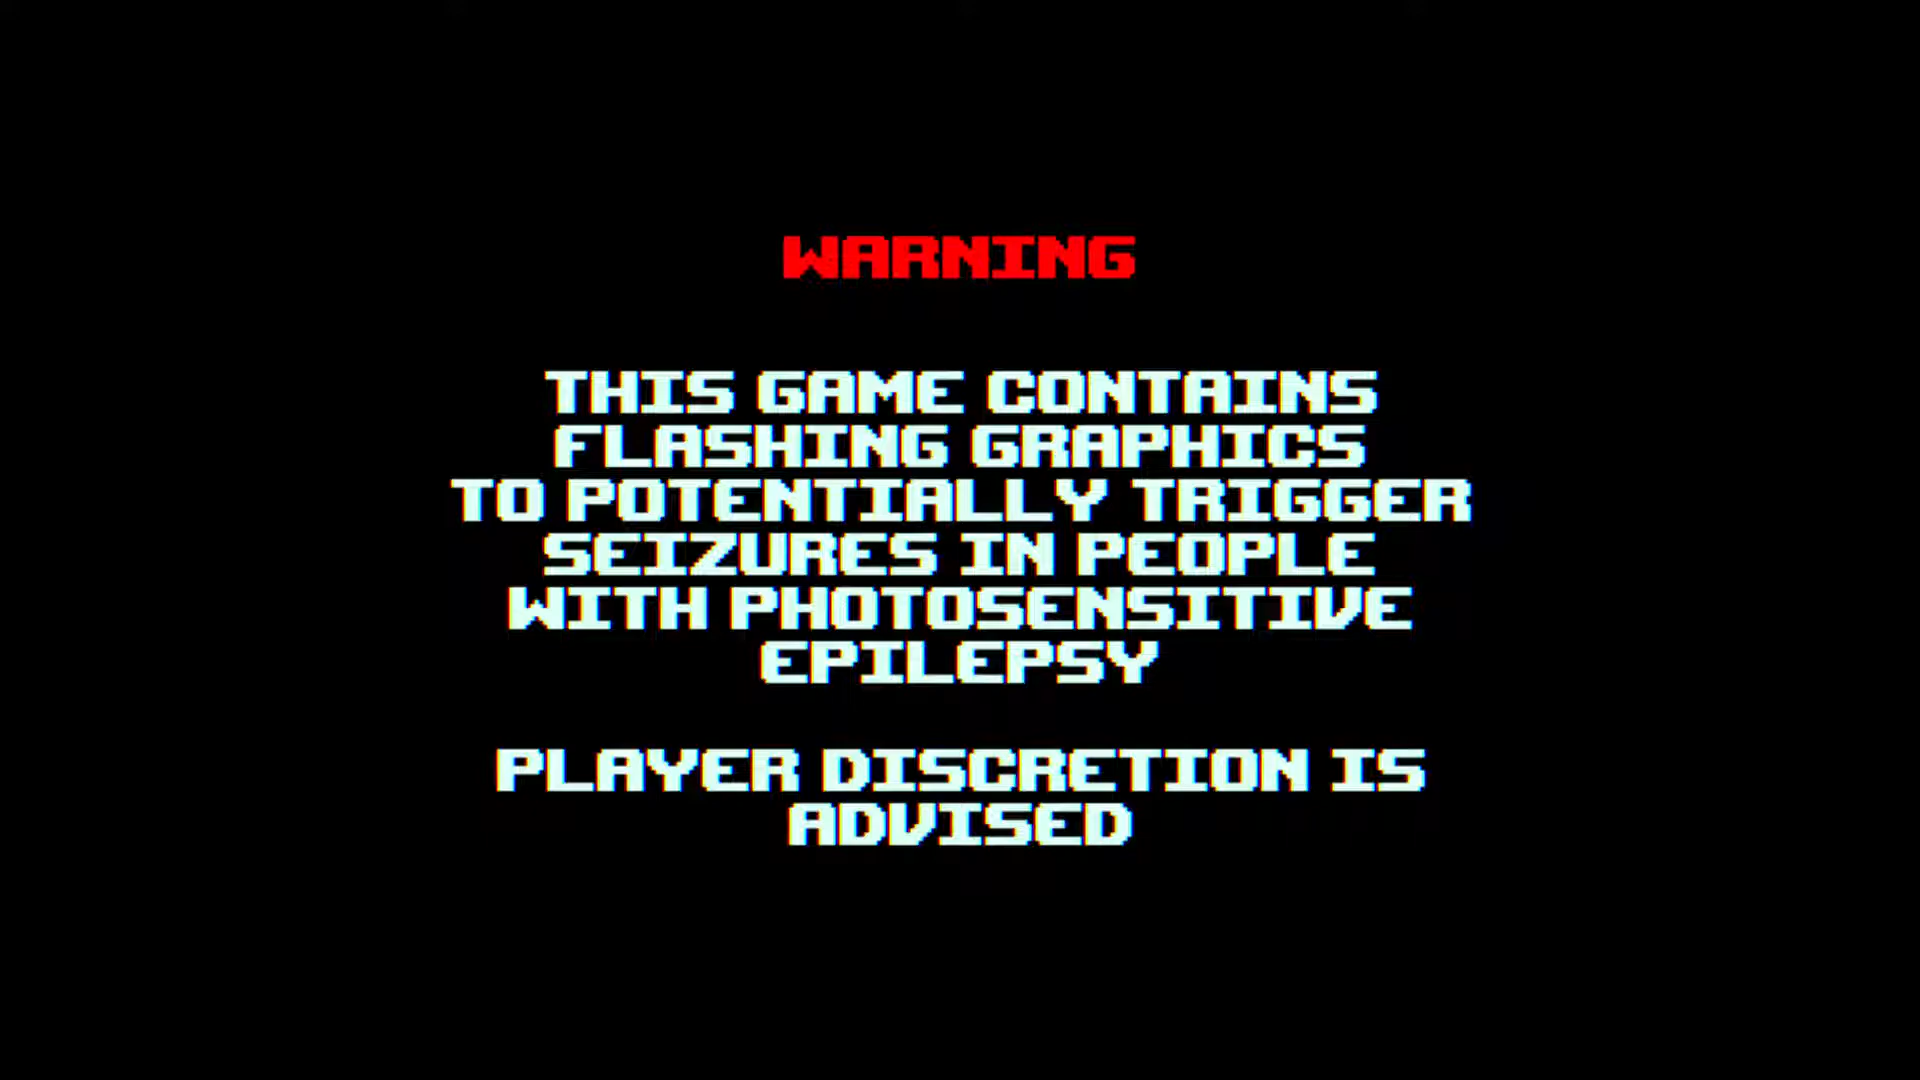 WARNING
THIS GAME CONTAINS
FLASHING GRAPHICS
TO POTENTIALLY TRIGGER
SEIZURES IN PEOPLE
WITH PHOTOSENSITIVE
EPILEPSY
PLAYER DISCRETION IS
ADVISED